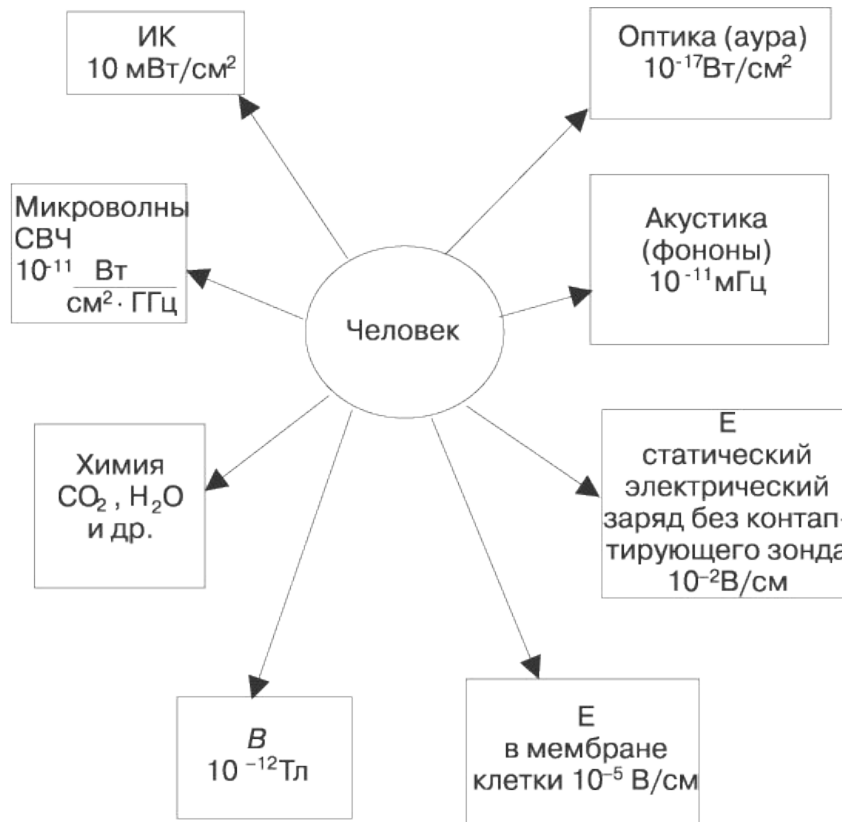 ИК
10 мВт/см²
Оптика (аура)
10⁻¹⁷Вт/см²
Микроволны
СВЧ
10⁻¹¹ Вт
см² · ГГц
Акустика
(фононы)
10⁻¹¹мГц
Человек
Химия
CO₂ , H₂O
и др.
E
статический
электрический
заряд без контап-
тирующего зонда
10⁻²В/см
B
10⁻¹²Тл
E
в мембране
клетки 10⁻⁵ В/см